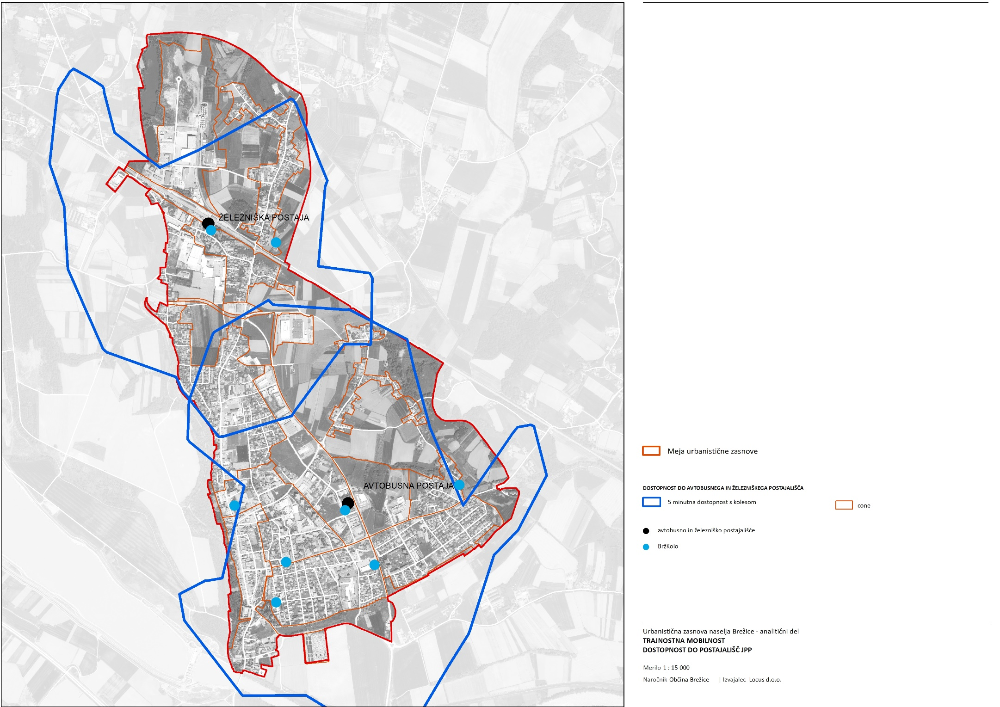 ŽELEZNIŠKA POSTAJA
AVTOBUSNA POSTAJA
Meja urbanistične zasnove
DOSTOPNOST DO AVTOBUSNEGA IN ŽELEZNIŠKEGA POSTAJALIŠČA
5 minutna dostopnost s kolesom
cone
avtobusno in železniško postajališče
BržKolo
Urbanistična zasnova naselja Brežice - analitični del
TRAJNOSTNA MOBILNOST
DOSTOPNOST DO POSTAJALIŠČ JPP
Merilo 1 : 15 000
Naročnik Občina Brežice | Izvajalec Locus d.o.o.